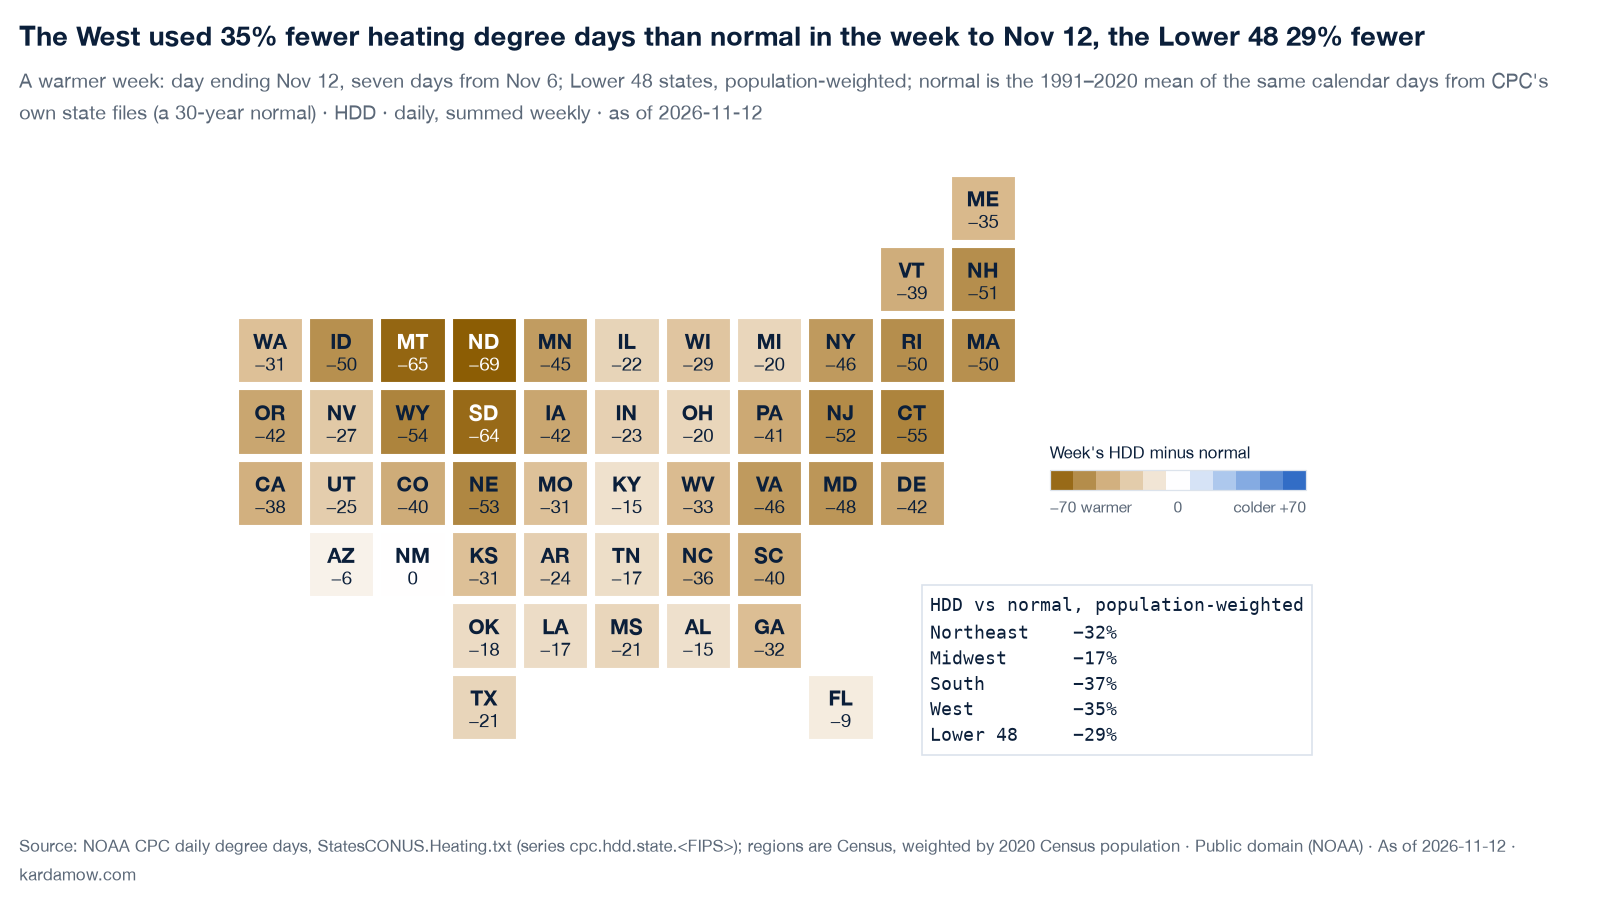 The West used 35% fewer heating degree days than normal in the week to Nov 12, the Lower 48 29% fewer
A warmer week: day ending Nov 12, seven days from Nov 6; Lower 48 states, population-weighted; normal is the 1991–2020 mean of the same calendar days from CPC's
own state files (a 30-year normal) · HDD · daily, summed weekly · as of 2026-11-12
ME
−35
VT NH
−39 −51
WA ID MT ND MN IL WI MI NY RI MA
−31 −50 −65 −69 −45 −22 −29 −20 −46 −50 −50
OR NV WY SD IA IN OH PA NJ CT
−42 −27 −54 −64 −42 −23 −20 −41 −52 −55
CA UT CO NE MO KY WV VA MD DE
−38 −25 −40 −53 −31 −15 −33 −46 −48 −42
AZ NM KS AR TN NC SC
−6 0 −31 −24 −17 −36 −40
OK LA MS AL GA
−18 −17 −21 −15 −32
TX FL
−21 −9
Week's HDD minus normal
−70 warmer 0 colder +70
HDD vs normal, population-weighted
Northeast −32%
Midwest −17%
South −37%
West −35%
Lower 48 −29%
Source: NOAA CPC daily degree days, StatesCONUS.Heating.txt (series cpc.hdd.state.<FIPS>); regions are Census, weighted by 2020 Census population · Public domain (NOAA) · As of 2026-11-12 ·
kardamow.com